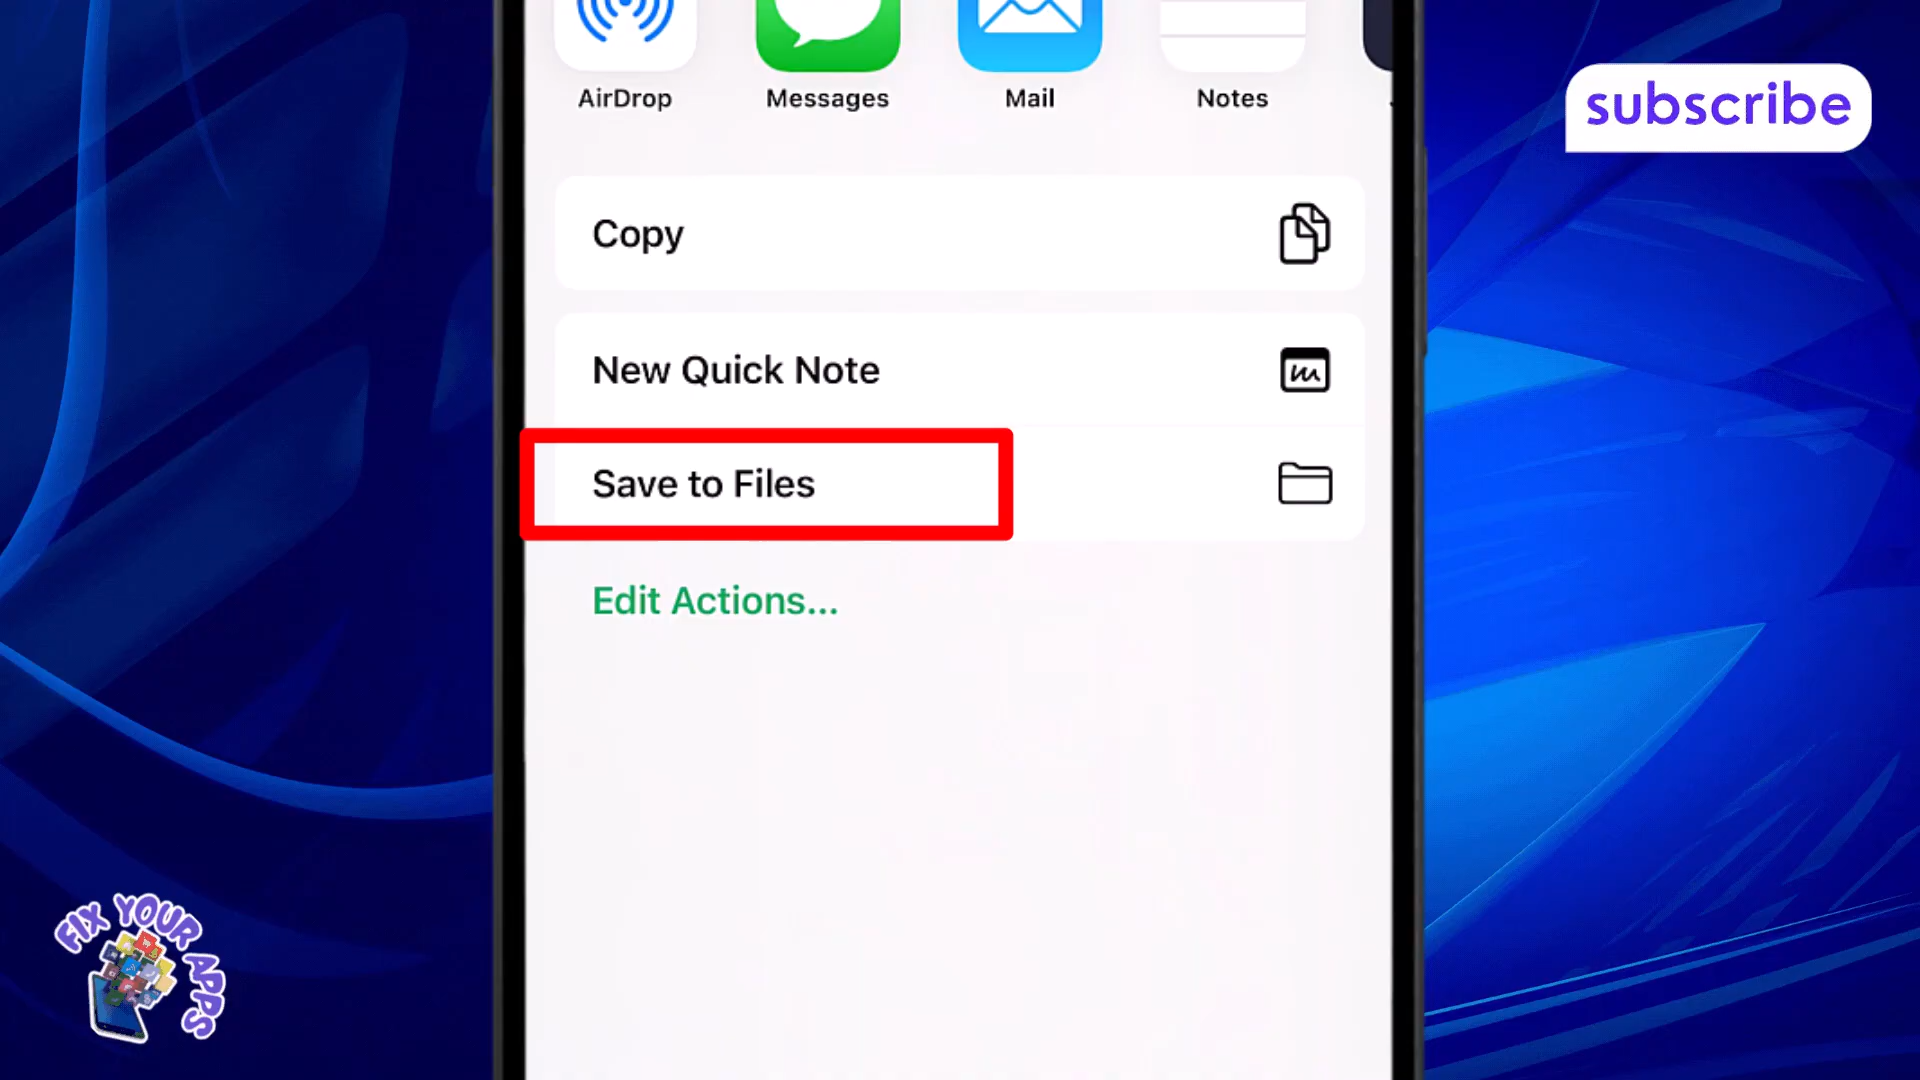 AirDrop
Messages
Mail
Notes
subscribe
Copy
New Quick Note
Save to Files
Edit Actions...
FIX YOUR APPS